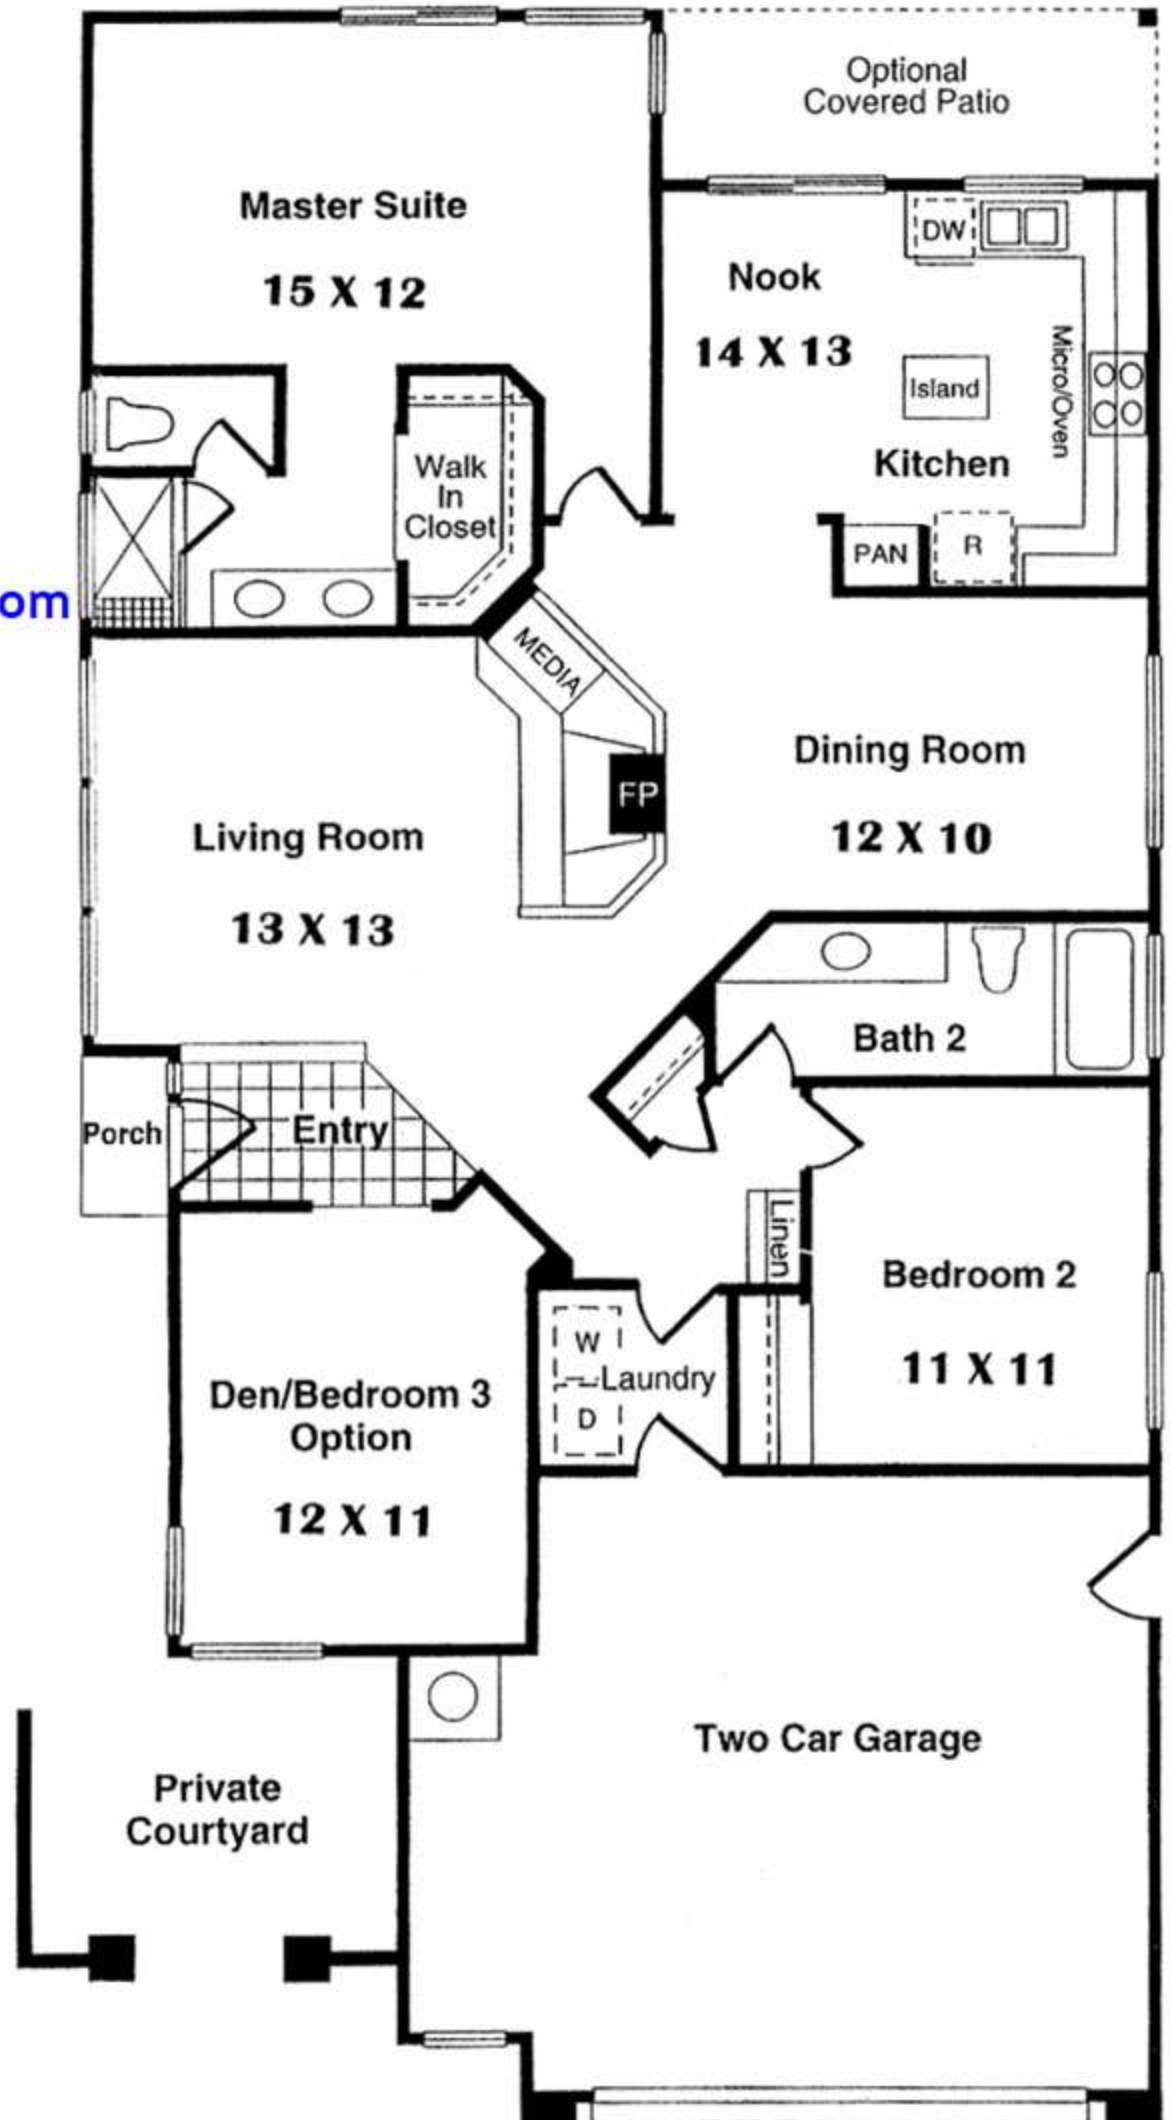 Optional
Covered Patio
Master Suite
15 X 12
DW
Nook
14 X 13
Micro/Oven
Island
Kitchen
Walk
In
Closet
PAN
R
om
MEDIA
Dining Room
FP
12 X 10
Living Room
13 X 13
Bath 2
Porch
Entry
Linen
Bedroom 2
11 X 11
W
Laundry
D
Den/Bedroom 3
Option
12 X 11
Two Car Garage
Private
Courtyard